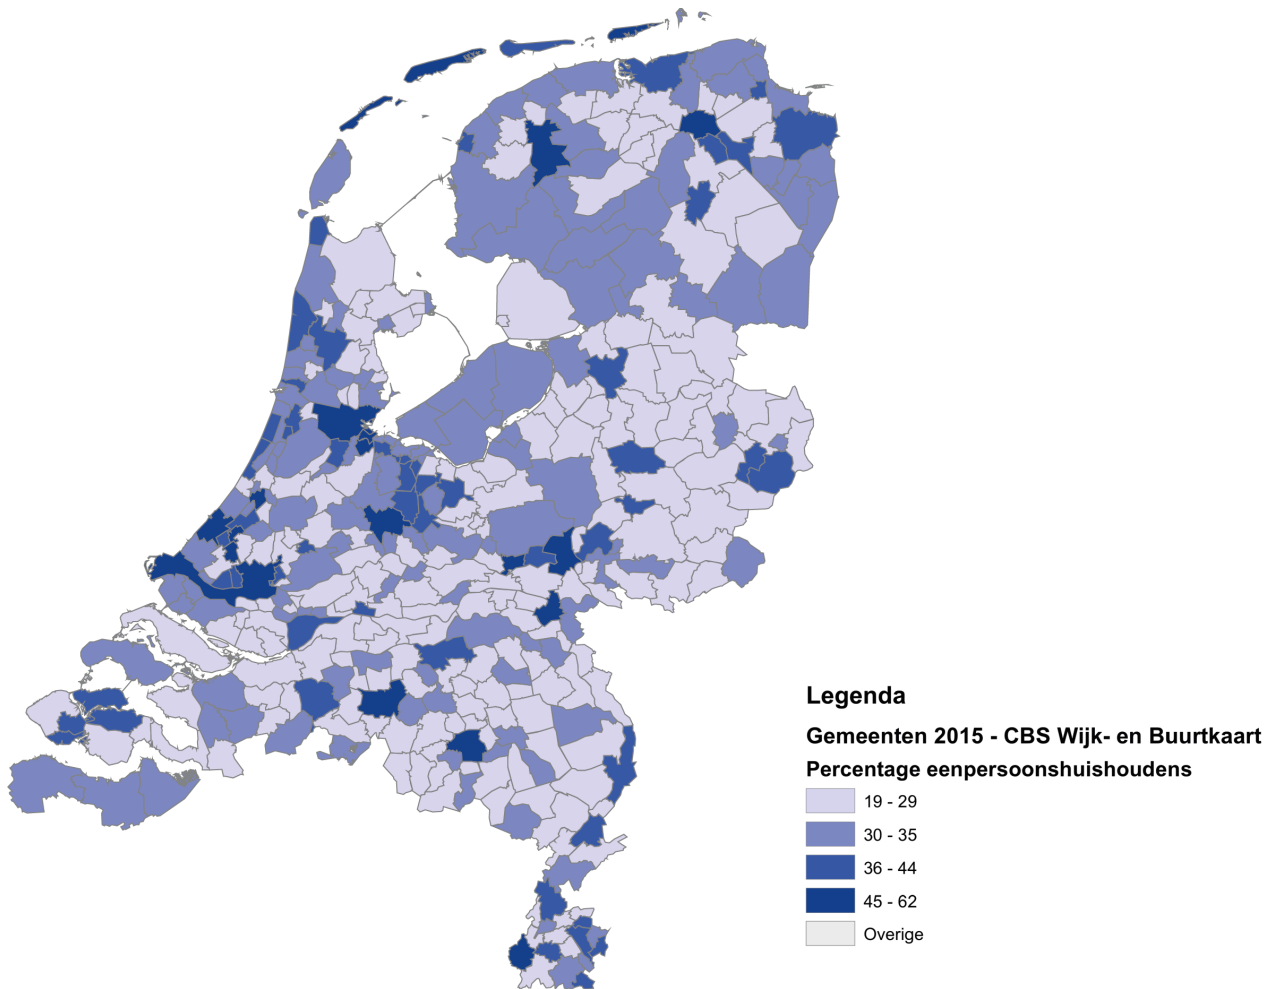 Legenda
Gemeenten 2015 - CBS Wijk- en Buurtkaart
Percentage eenpersoonshuishoudens
19 - 29
30 - 35
36 - 44
45 - 62
Overige